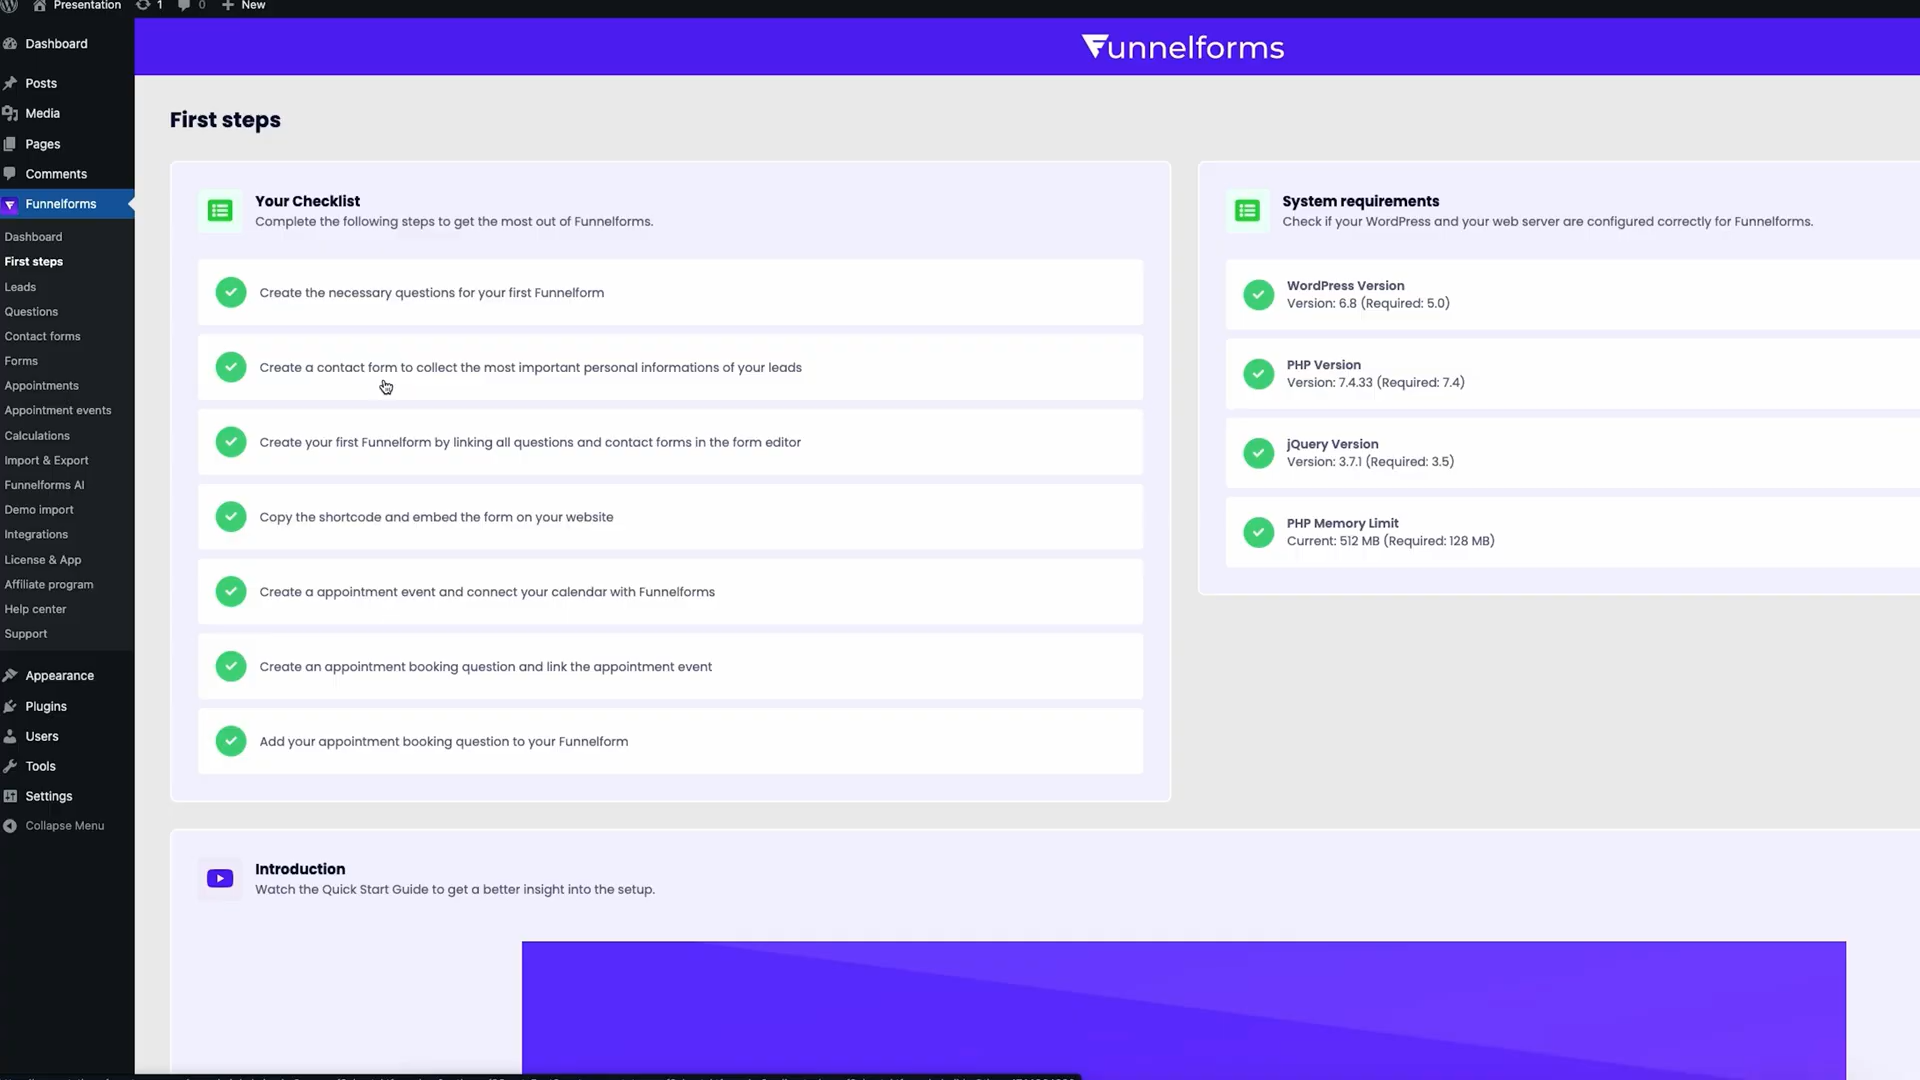 Presentation
1
0
New
Dashboard
Posts
Media
Pages
Comments
Funnelforms
Dashboard
First steps
Leads
Questions
Contact forms
Forms
Appointments
Appointment events
Calculations
Import & Export
Funnelforms AI
Demo import
Integrations
License & App
Affiliate program
Help center
Support
Appearance
Plugins
Users
Tools
Settings
Collapse Menu
Funnelforms
First steps
Your Checklist
Complete the following steps to get the most out of Funnelforms.
Create the necessary questions for your first Funnelform
Create a contact form to collect the most important personal informations of your leads
Create your first Funnelform by linking all questions and contact forms in the form editor
Copy the shortcode and embed the form on your website
Create a appointment event and connect your calendar with Funnelforms
Create an appointment booking question and link the appointment event
Add your appointment booking question to your Funnelform
System requirements
Check if your WordPress and your web server are configured correctly for Funnelforms.
WordPress Version
Version: 6.8 (Required: 5.0)
PHP Version
Version: 7.4.33 (Required: 7.4)
jQuery Version
Version: 3.7.1 (Required: 3.5)
PHP Memory Limit
Current: 512 MB (Required: 128 MB)
Introduction
Watch the Quick Start Guide to get a better insight into the setup.